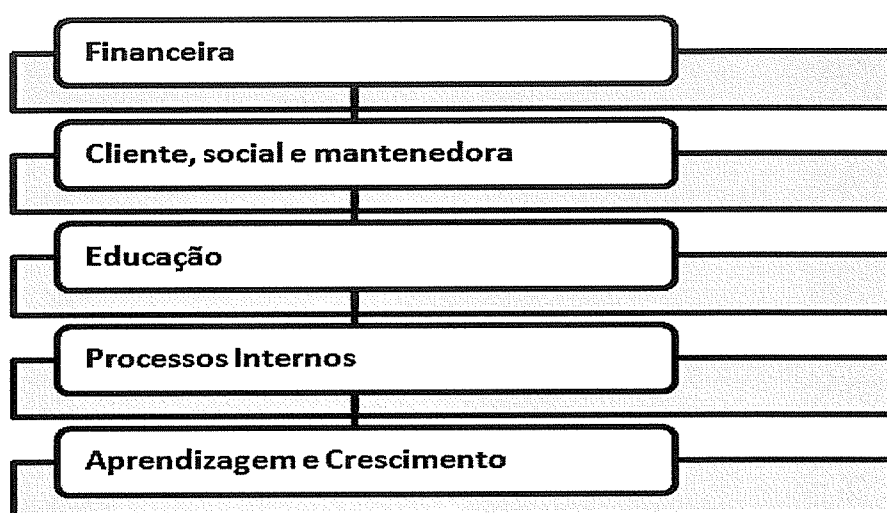 Financeira
Cliente, social e mantenedora
Educação
Processos Internos
Aprendizagem e Crescimento